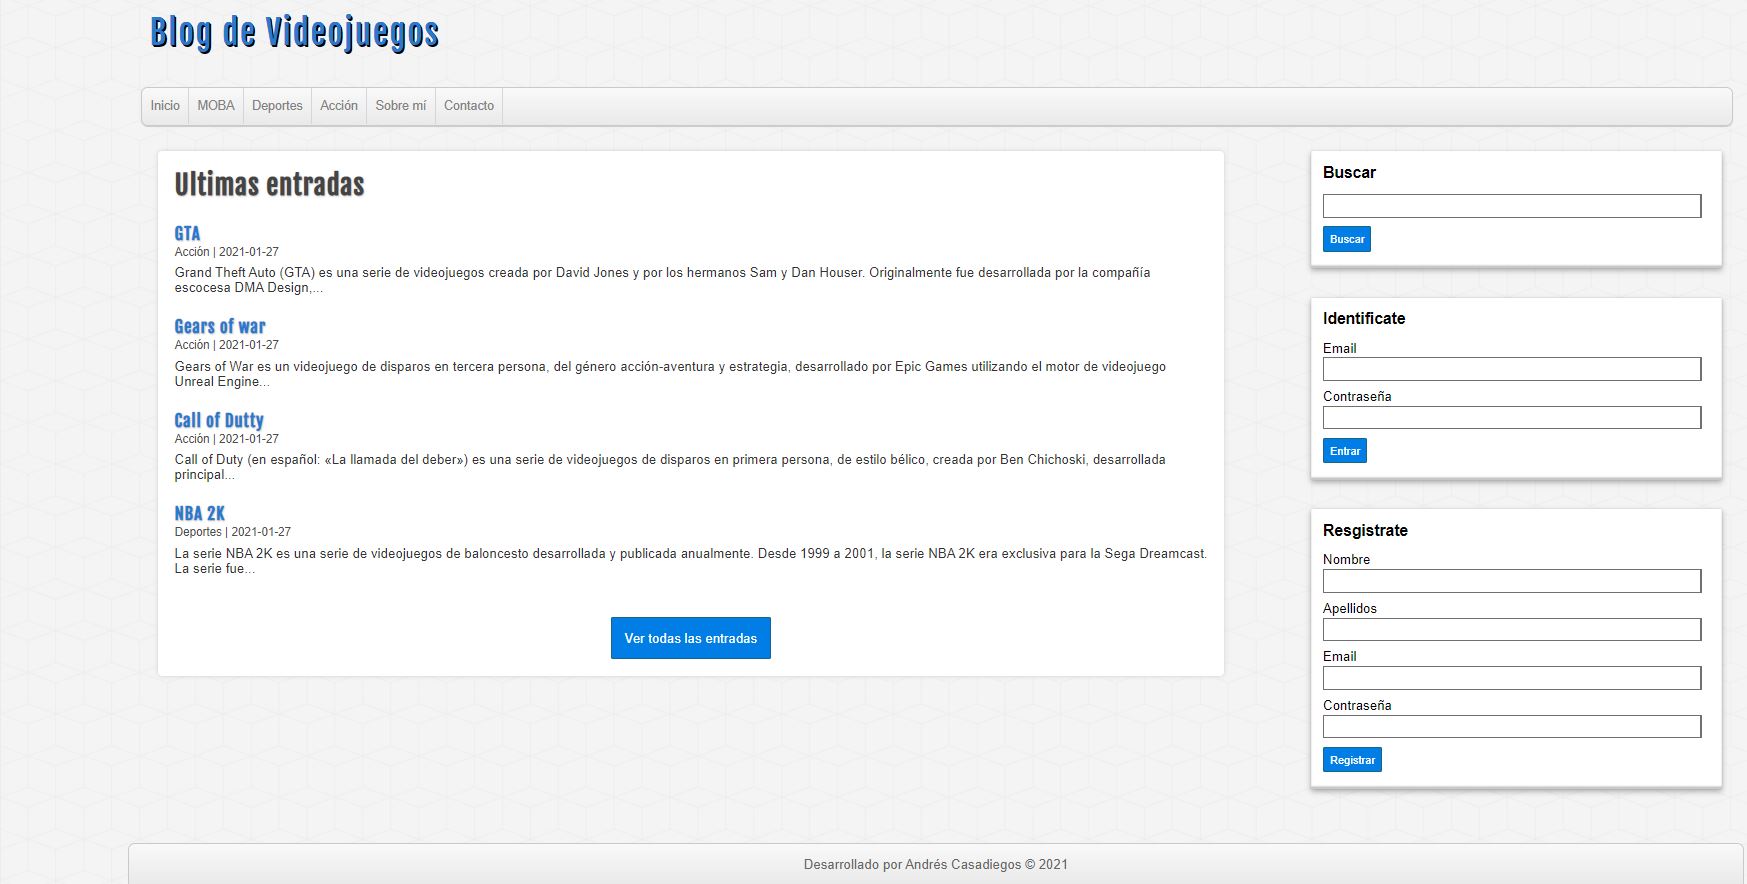 Blog de Videojuegos
Inicio
MOBA
Deportes
Acción
Sobre mí
Contacto
Ultimas entradas
GTA
Acción | 2021-01-27
Grand Theft Auto (GTA) es una serie de videojuegos creada por David Jones y por los hermanos Sam y Dan Houser. Originalmente fue desarrollada por la compañía
escocesa DMA Design,...
Gears of war
Acción | 2021-01-27
Gears of War es un videojuego de disparos en tercera persona, del género acción-aventura y estrategia, desarrollado por Epic Games utilizando el motor de videojuego
Unreal Engine...
Call of Dutty
Acción | 2021-01-27
Call of Duty (en español: «La llamada del deber») es una serie de videojuegos de disparos en primera persona, de estilo bélico, creada por Ben Chichoski, desarrollada
principal...
NBA 2K
Deportes | 2021-01-27
La serie NBA 2K es una serie de videojuegos de baloncesto desarrollada y publicada anualmente. Desde 1999 a 2001, la serie NBA 2K era exclusiva para la Sega Dreamcast.
La serie fue...
Ver todas las entradas
Buscar
Buscar
Identificate
Email
Contraseña
Entrar
Resgistrate
Nombre
Apellidos
Email
Contraseña
Registrar
Desarrollado por Andrés Casadiegos © 2021